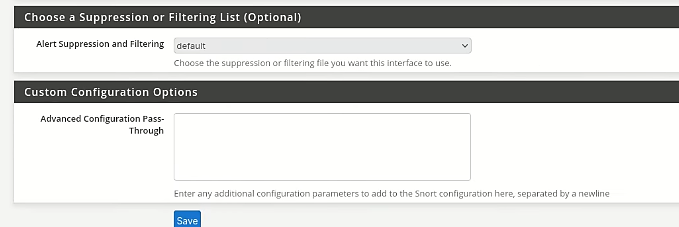 Choose a Suppression or Filtering List (Optional)
Alert Suppression and Filtering
default
Choose the suppression or filtering file you want this interface to use.
Custom Configuration Options
Advanced Configuration Pass-
Through
Enter any additional configuration parameters to add to the Snort configuration here, separated by a newline
Save